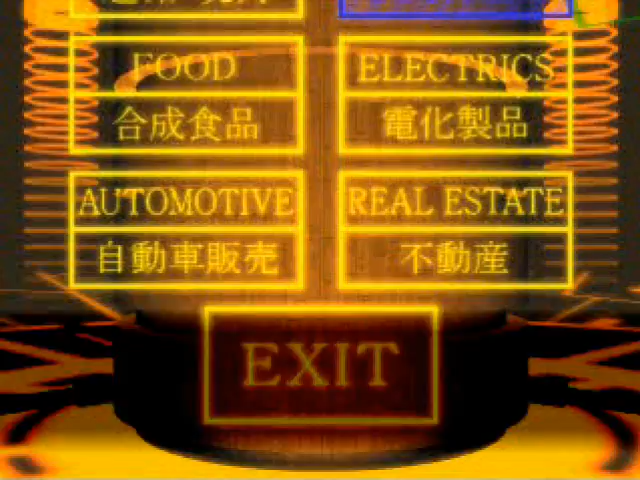 FOOD
ELECTRICS
合成食品
電化製品
AUTOMOTIVE
REAL ESTATE
自動車販売
不動産
EXIT